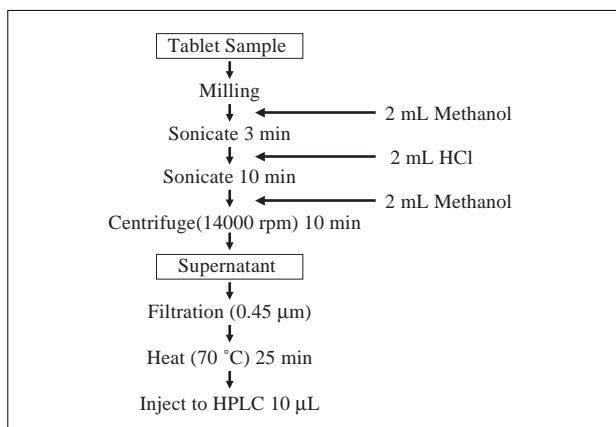 Tablet Sample
Milling
2 mL Methanol
Sonicate 3 min
2 mL HCl
Sonicate 10 min
2 mL Methanol
Centrifuge(14000 rpm) 10 min
Supernatant
Filtration (0.45 μm)
Heat (70 ˚C) 25 min
Inject to HPLC 10 μL